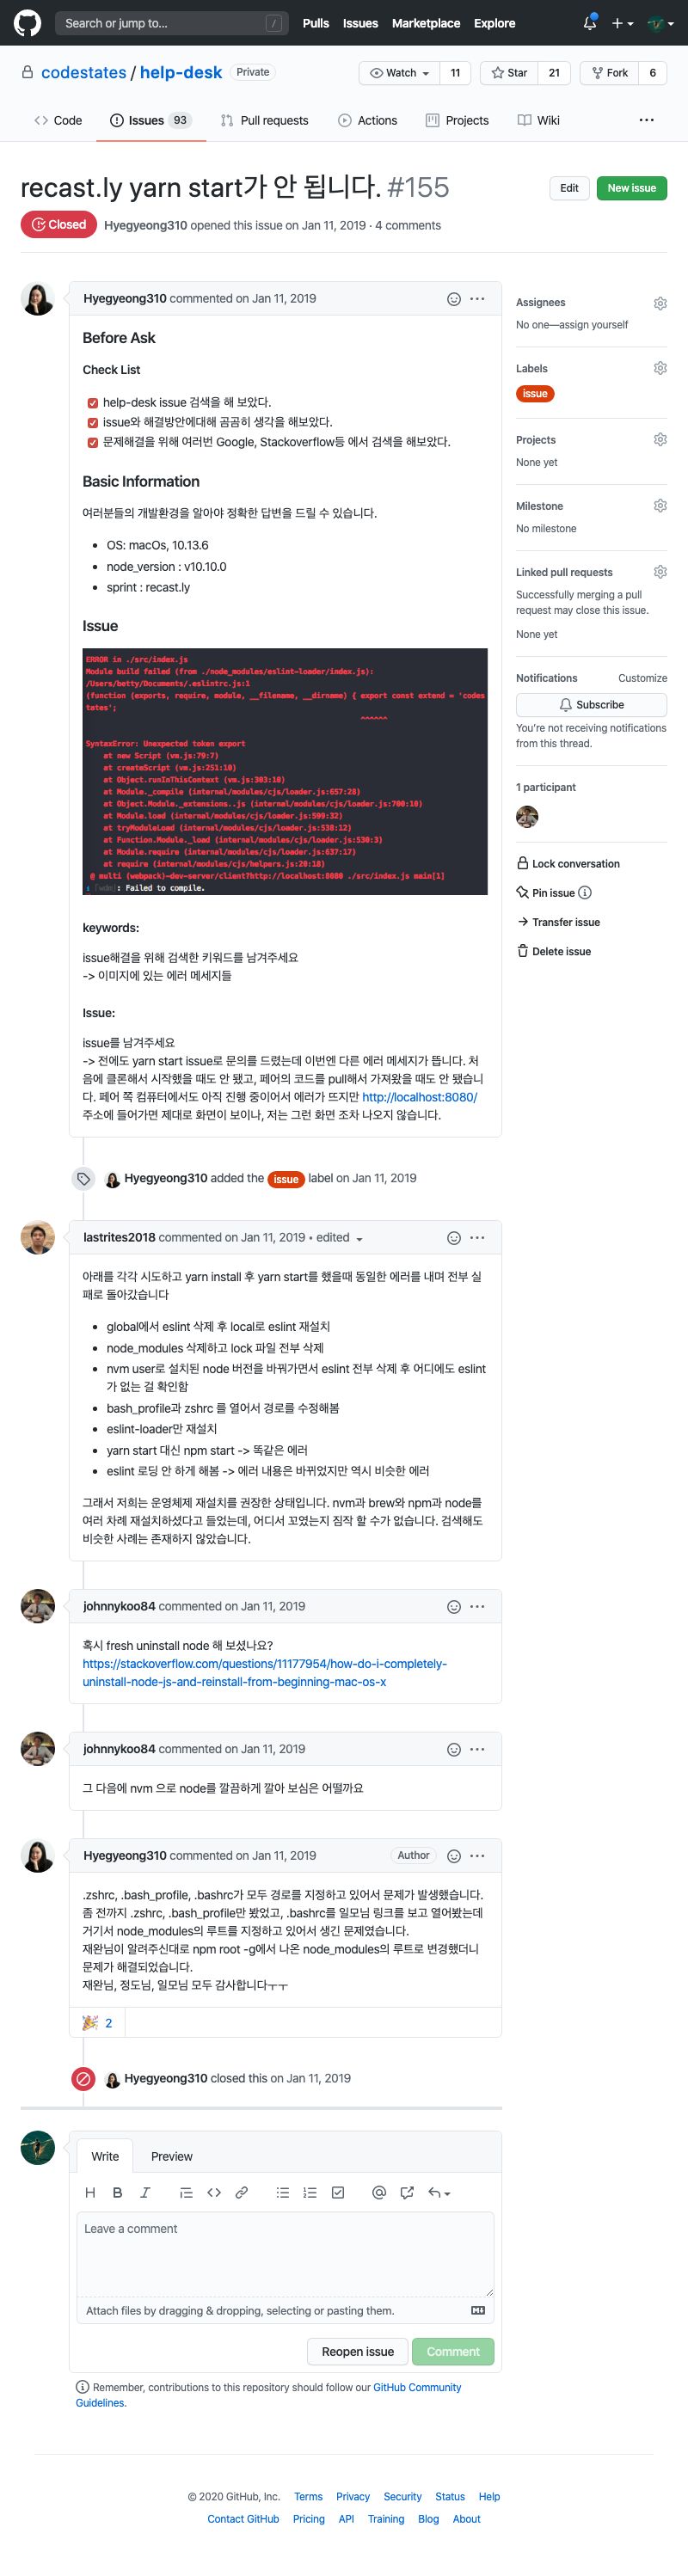 Search or jump to...
/
Pulls Issues Marketplace Explore
codestates / help-desk Private
Watch 11
Star 21
Fork 6
Code
Issues 93
Pull requests
Actions
Projects
Wiki
recast.ly yarn start가 안 됩니다. #155
Edit
New issue
Closed
Hyegyeong310 opened this issue on Jan 11, 2019 · 4 comments
Hyegyeong310 commented on Jan 11, 2019
Before Ask
Check List
help-desk issue 검색을 해 보았다.
issue와 해결방안에대해 곰곰히 생각을 해보았다.
문제해결을 위해 여러번 Google, Stackoverflow등 에서 검색을 해보았다.
Basic Information
여러분들의 개발환경을 알아야 정확한 답변을 드릴 수 있습니다.
• OS: macOs, 10.13.6
• node_version : v10.10.0
• sprint : recast.ly
Issue
ERROR in ./src/index.js
Module build failed (from ./node_modules/eslint-loader/index.js):
/Users/betty/Documents/.eslintrc.js:1
(function (exports, require, module, __filename, __dirname) { export const extend = 'codes
tates';
^^^^^^
SyntaxError: Unexpected token export
at new Script (vm.js:79:7)
at createScript (vm.js:251:10)
at Object.runInThisContext (vm.js:303:10)
at Module._compile (internal/modules/cjs/loader.js:657:28)
at Object.Module._extensions..js (internal/modules/cjs/loader.js:700:10)
at Module.load (internal/modules/cjs/loader.js:599:32)
at tryModuleLoad (internal/modules/cjs/loader.js:538:12)
at Function.Module._load (internal/modules/cjs/loader.js:530:3)
at Module.require (internal/modules/cjs/loader.js:637:17)
at require (internal/modules/cjs/helpers.js:20:18)
@ multi (webpack)-dev-server/client?http://localhost:8080 ./src/index.js main[1]
: Failed to compile.
keywords:
issue해결을 위해 검색한 키워드를 남겨주세요
-> 이미지에 있는 에러 메세지들
Issue:
issue를 남겨주세요
-> 전에도 yarn start issue로 문의를 드렸는데 이번엔 다른 에러 메세지가 뜹니다. 처
음에 클론해서 시작했을 때도 안 됐고, 페어의 코드를 pull해서 가져왔을 때도 안 됐습니
다. 페어 쪽 컴퓨터에서도 아직 진행 중이어서 에러가 뜨지만 http://localhost:8080/
주소에 들어가면 제대로 화면이 보이나, 저는 그런 화면 조차 나오지 않습니다.
Assignees
No one—assign yourself
Labels
issue
Projects
None yet
Milestone
No milestone
Linked pull requests
Successfully merging a pull
request may close this issue.
None yet
Notifications Customize
Subscribe
You're not receiving notifications
from this thread.
1 participant
Lock conversation
Pin issue
Transfer issue
Delete issue
Hyegyeong310 added the issue label on Jan 11, 2019
lastrites2018 commented on Jan 11, 2019 • edited
아래를 각각 시도하고 yarn install 후 yarn start를 했을때 동일한 에러를 내며 전부 실
패로 돌아갔습니다
• global에서 eslint 삭제 후 local로 eslint 재설치
• node_modules 삭제하고 lock 파일 전부 삭제
• nvm user로 설치된 node 버전을 바꿔가면서 eslint 전부 삭제 후 어디에도 eslint
가 없는 걸 확인함
• bash_profile과 zshrc 를 열어서 경로를 수정해봄
• eslint-loader만 재설치
• yarn start 대신 npm start -> 똑같은 에러
• eslint 로딩 안 하게 해봄 -> 에러 내용은 바뀌었지만 역시 비슷한 에러
그래서 저희는 운영체제 재설치를 권장한 상태입니다. nvm과 brew와 npm과 node를
여러 차례 재설치하셨다고 들었는데, 어디서 꼬였는지 짐작 할 수가 없습니다. 검색해도
비슷한 사례는 존재하지 않았습니다.
johnnykoo84 commented on Jan 11, 2019
혹시 fresh uninstall node 해 보셨나요?
https://stackoverflow.com/questions/11177954/how-do-i-completely-
uninstall-node-js-and-reinstall-from-beginning-mac-os-x
johnnykoo84 commented on Jan 11, 2019
그 다음에 nvm 으로 node를 깔끔하게 깔아 보심은 어떨까요
Hyegyeong310 commented on Jan 11, 2019 Author
.zshrc, .bash_profile, .bashrc가 모두 경로를 지정하고 있어서 문제가 발생했습니다.
좀 전까지 .zshrc, .bash_profile만 봤었고, .bashrc를 일모님 링크를 보고 열어봤는데
거기서 node_modules의 루트를 지정하고 있어서 생긴 문제였습니다.
재완님이 알려주신대로 npm root -g에서 나온 node_modules의 루트로 변경했더니
문제가 해결되었습니다.
재완님, 정도님, 일모님 모두 감사합니다ㅜㅜ
2
Hyegyeong310 closed this on Jan 11, 2019
Write Preview
Leave a comment
Attach files by dragging & dropping, selecting or pasting them.
Reopen issue Comment
Remember, contributions to this repository should follow our GitHub Community
Guidelines.
© 2020 GitHub, Inc. Terms Privacy Security Status Help
Contact GitHub Pricing API Training Blog About